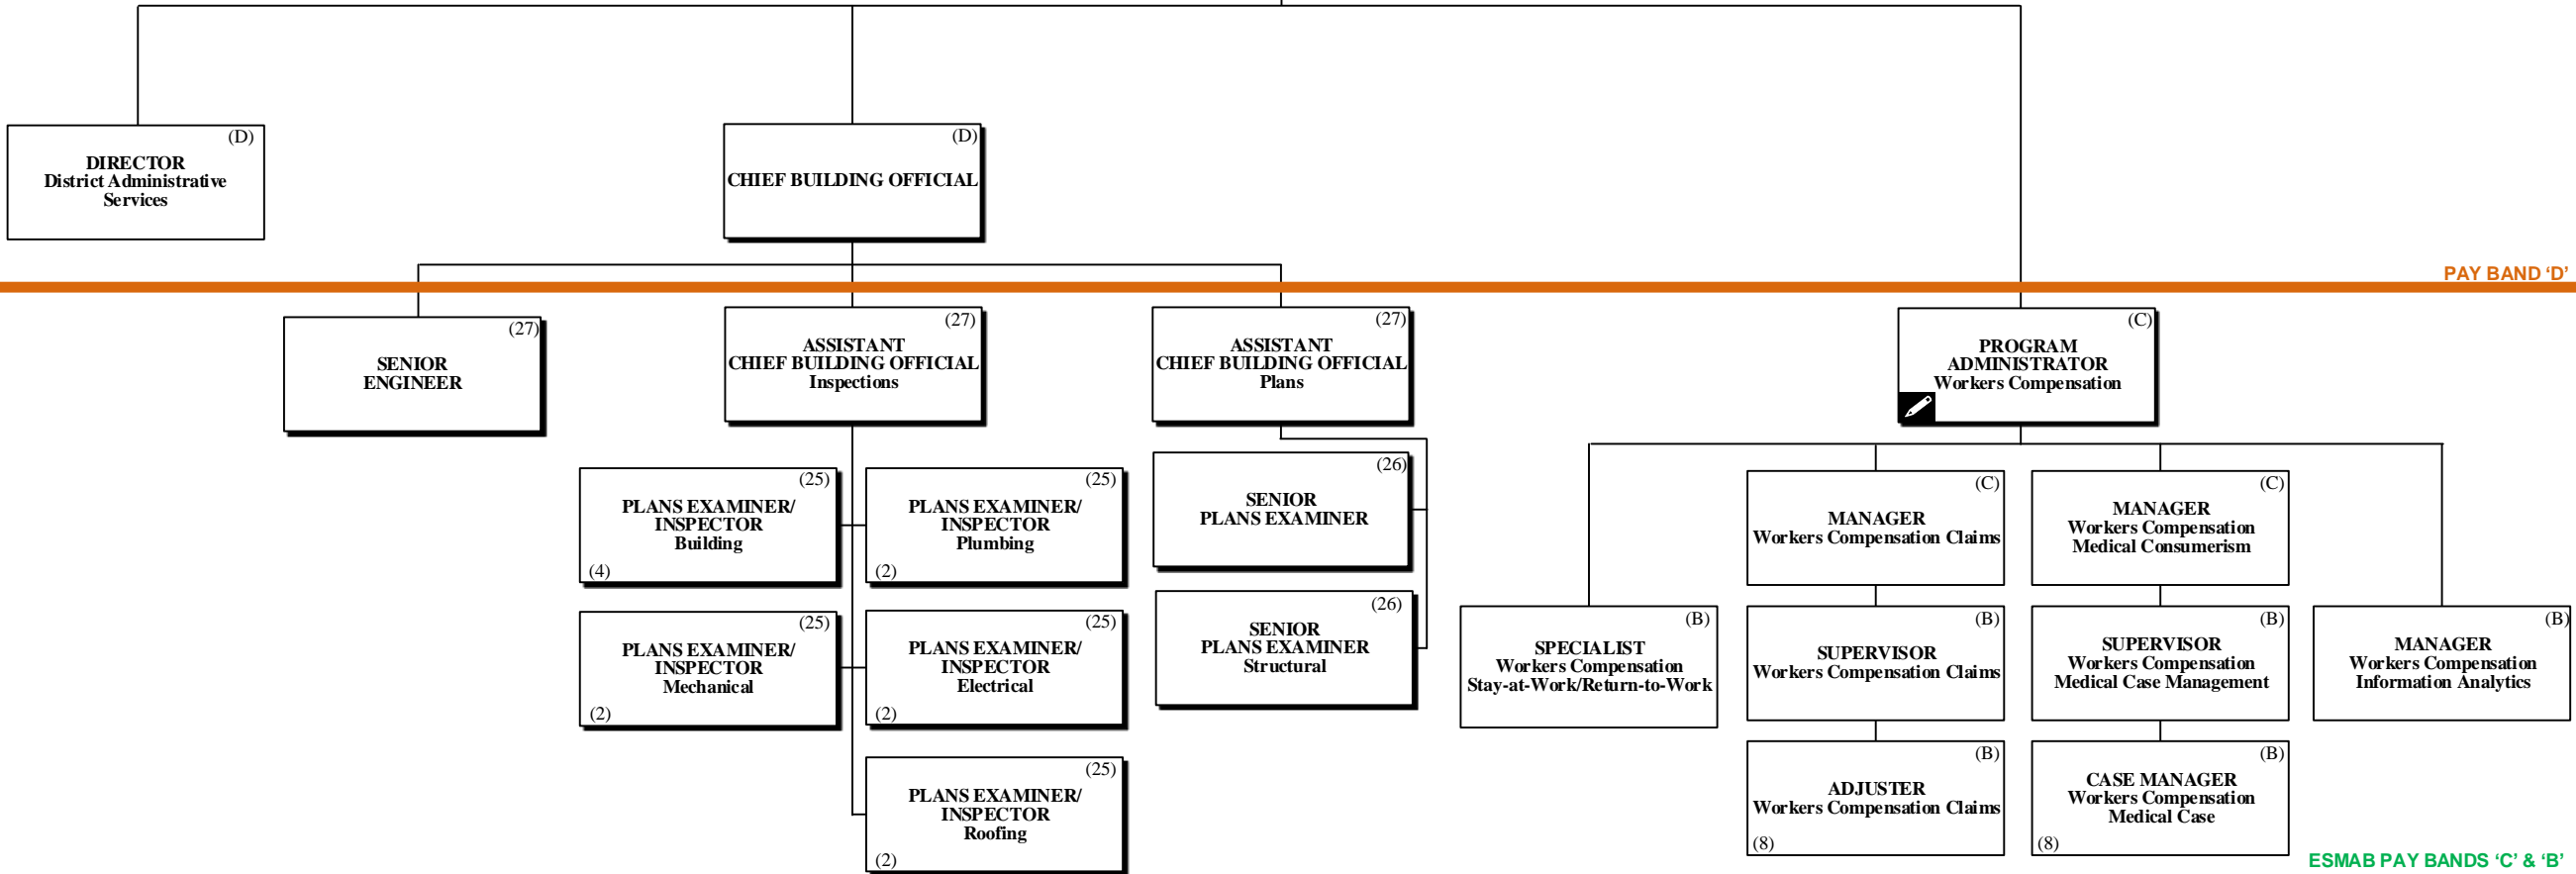 (D)
DIRECTOR
District Administrative
Services
(D)
CHIEF BUILDING OFFICIAL
PAY BAND ‘D’
(27)
SENIOR
ENGINEER
(27)
ASSISTANT
CHIEF BUILDING OFFICIAL
Inspections
(27)
ASSISTANT
CHIEF BUILDING OFFICIAL
Plans
(C)
PROGRAM
ADMINISTRATOR
Workers Compensation
(25)
PLANS EXAMINER/
INSPECTOR
Building
(4)
(25)
PLANS EXAMINER/
INSPECTOR
Plumbing
(2)
(26)
SENIOR
PLANS EXAMINER
(C)
MANAGER
Workers Compensation Claims
(C)
MANAGER
Workers Compensation
Medical Consumerism
(25)
PLANS EXAMINER/
INSPECTOR
Mechanical
(2)
(25)
PLANS EXAMINER/
INSPECTOR
Electrical
(2)
(26)
SENIOR
PLANS EXAMINER
Structural
(B)
SPECIALIST
Workers Compensation
Stay-at-Work/Return-to-Work
(B)
SUPERVISOR
Workers Compensation Claims
(B)
SUPERVISOR
Workers Compensation
Medical Case Management
(B)
MANAGER
Workers Compensation
Information Analytics
(25)
PLANS EXAMINER/
INSPECTOR
Roofing
(2)
(B)
ADJUSTER
Workers Compensation Claims
(8)
(B)
CASE MANAGER
Workers Compensation
Medical Case
(8)
ESMAB PAY BANDS ‘C’ & ‘B’